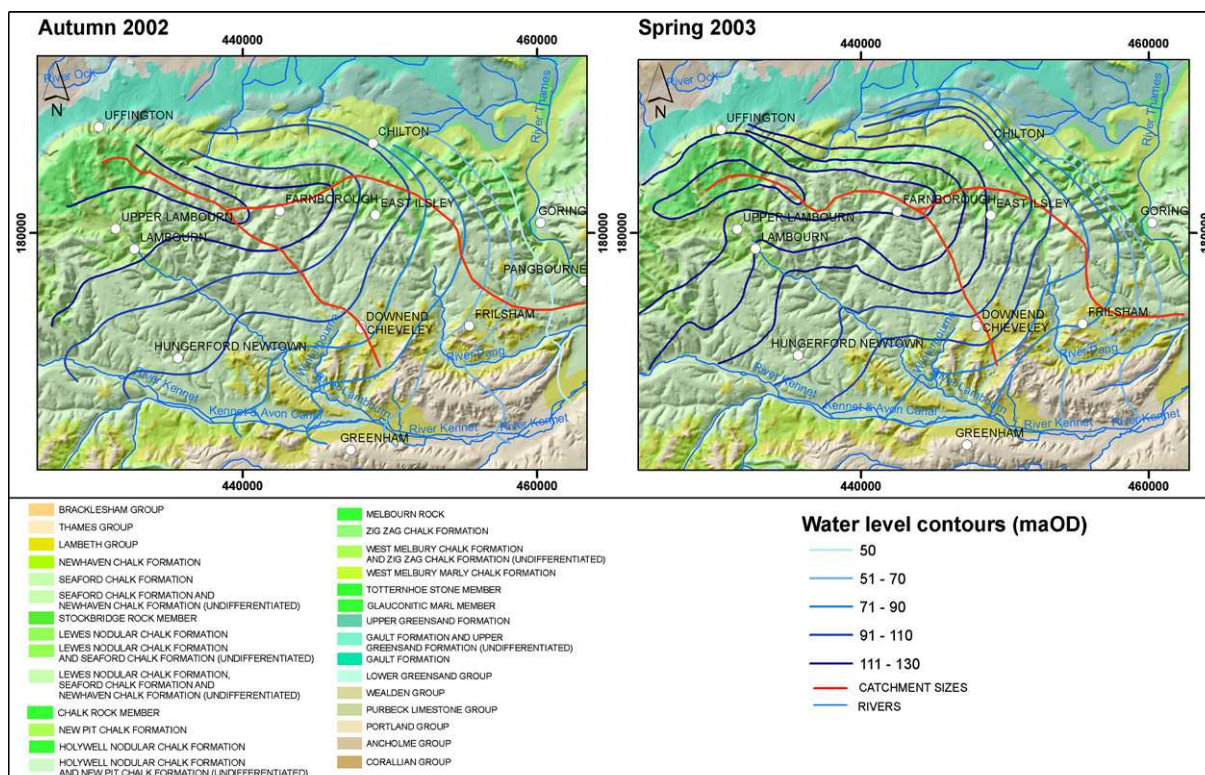 Autumn 2002
440000
460000
River Ock
N
UFFINGTON
CHILTON
River Thames
FARNBOROUGH
EAST ILSLEY
UPPER LAMBOURN
LAMBOURN
GORING
180000
180000
PANGBOURNE
DOWNEND
CHIEVELEY
FRILSHAM
HUNGERFORD NEWTOWN
Winterbourne
River Pang
River Lambourn
River Kennet
Kennet & Avon Canal
River Kennet
River Kennet
GREENHAM
440000
460000
Spring 2003
440000
460000
River Ock
N
UFFINGTON
CHILTON
River Thames
FARNBOROUGH
EAST ILSLEY
UPPER LAMBOURN
LAMBOURN
GORING
180000
180000
DOWNEND
CHIEVELEY
FRILSHAM
HUNGERFORD NEWTOWN
Winterbourne
River Pang
River Lambourn
River Kennet
Kennet & Avon Canal
River Kennet
River Kennet
GREENHAM
440000
460000
BRACKLESHAM GROUP
THAMES GROUP
LAMBETH GROUP
NEWHAVEN CHALK FORMATION
SEAFORD CHALK FORMATION
SEAFORD CHALK FORMATION AND
NEWHAVEN CHALK FORMATION (UNDIFFERENTIATED)
STOCKBRIDGE ROCK MEMBER
LEWES NODULAR CHALK FORMATION
LEWES NODULAR CHALK FORMATION
AND SEAFORD CHALK FORMATION (UNDIFFERENTIATED)
LEWES NODULAR CHALK FORMATION,
SEAFORD CHALK FORMATION AND
NEWHAVEN CHALK FORMATION (UNDIFFERENTIATED)
CHALK ROCK MEMBER
NEW PIT CHALK FORMATION
HOLYWELL NODULAR CHALK FORMATION
HOLYWELL NODULAR CHALK FORMATION
AND NEW PIT CHALK FORMATION (UNDIFFERENTIATED)
MELBOURN ROCK
ZIG ZAG CHALK FORMATION
WEST MELBURY CHALK FORMATION
AND ZIG ZAG CHALK FORMATION (UNDIFFERENTIATED)
WEST MELBURY MARLY CHALK FORMATION
TOTTERNHOE STONE MEMBER
GLAUCONITIC MARL MEMBER
UPPER GREENSAND FORMATION
GAULT FORMATION AND UPPER
GREENSAND FORMATION (UNDIFFERENTIATED)
GAULT FORMATION
LOWER GREENSAND GROUP
WEALDEN GROUP
PURBECK LIMESTONE GROUP
PORTLAND GROUP
ANCHOLME GROUP
CORALLIAN GROUP
Water level contours (maOD)
50
51 - 70
71 - 90
91 - 110
111 - 130
CATCHMENT SIZES
RIVERS